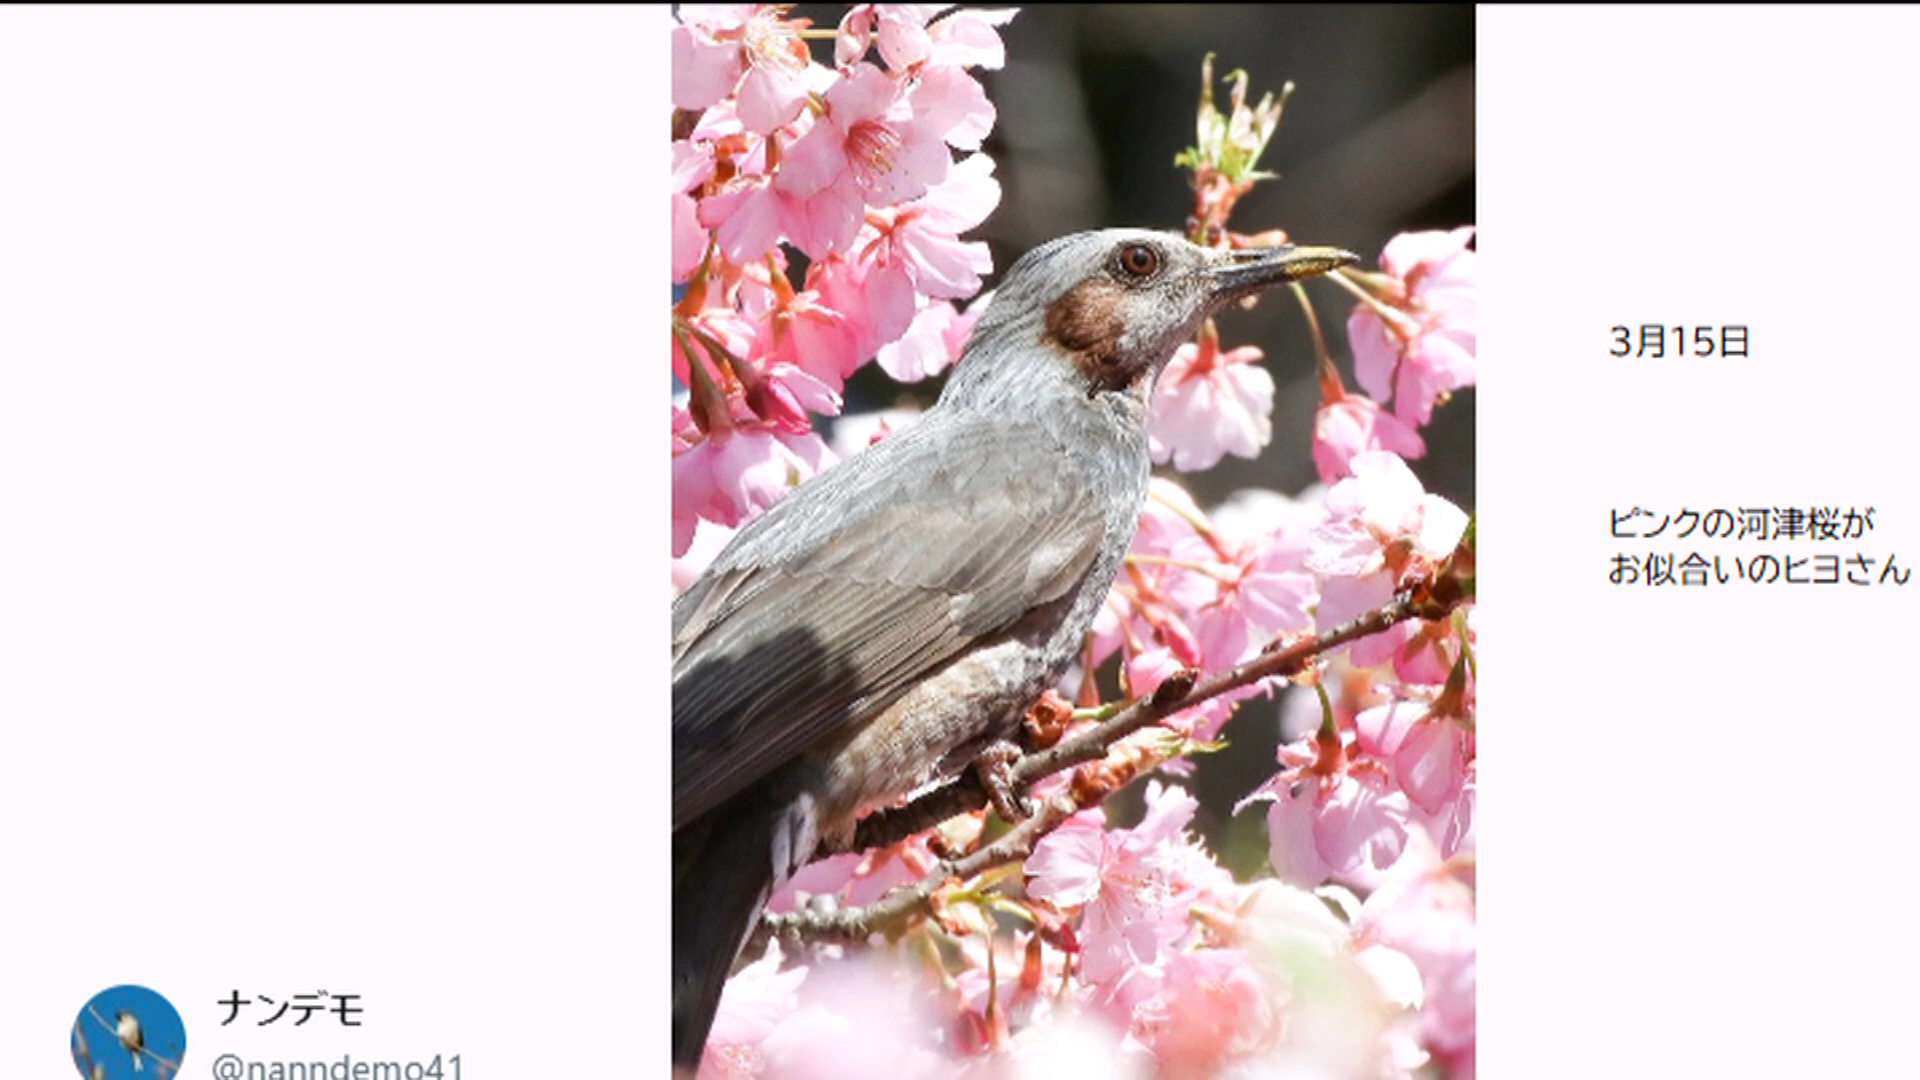 3月15日
ピンクの河津桜が
お似合いのヒヨさん
ナンデモ
@nanndemo41